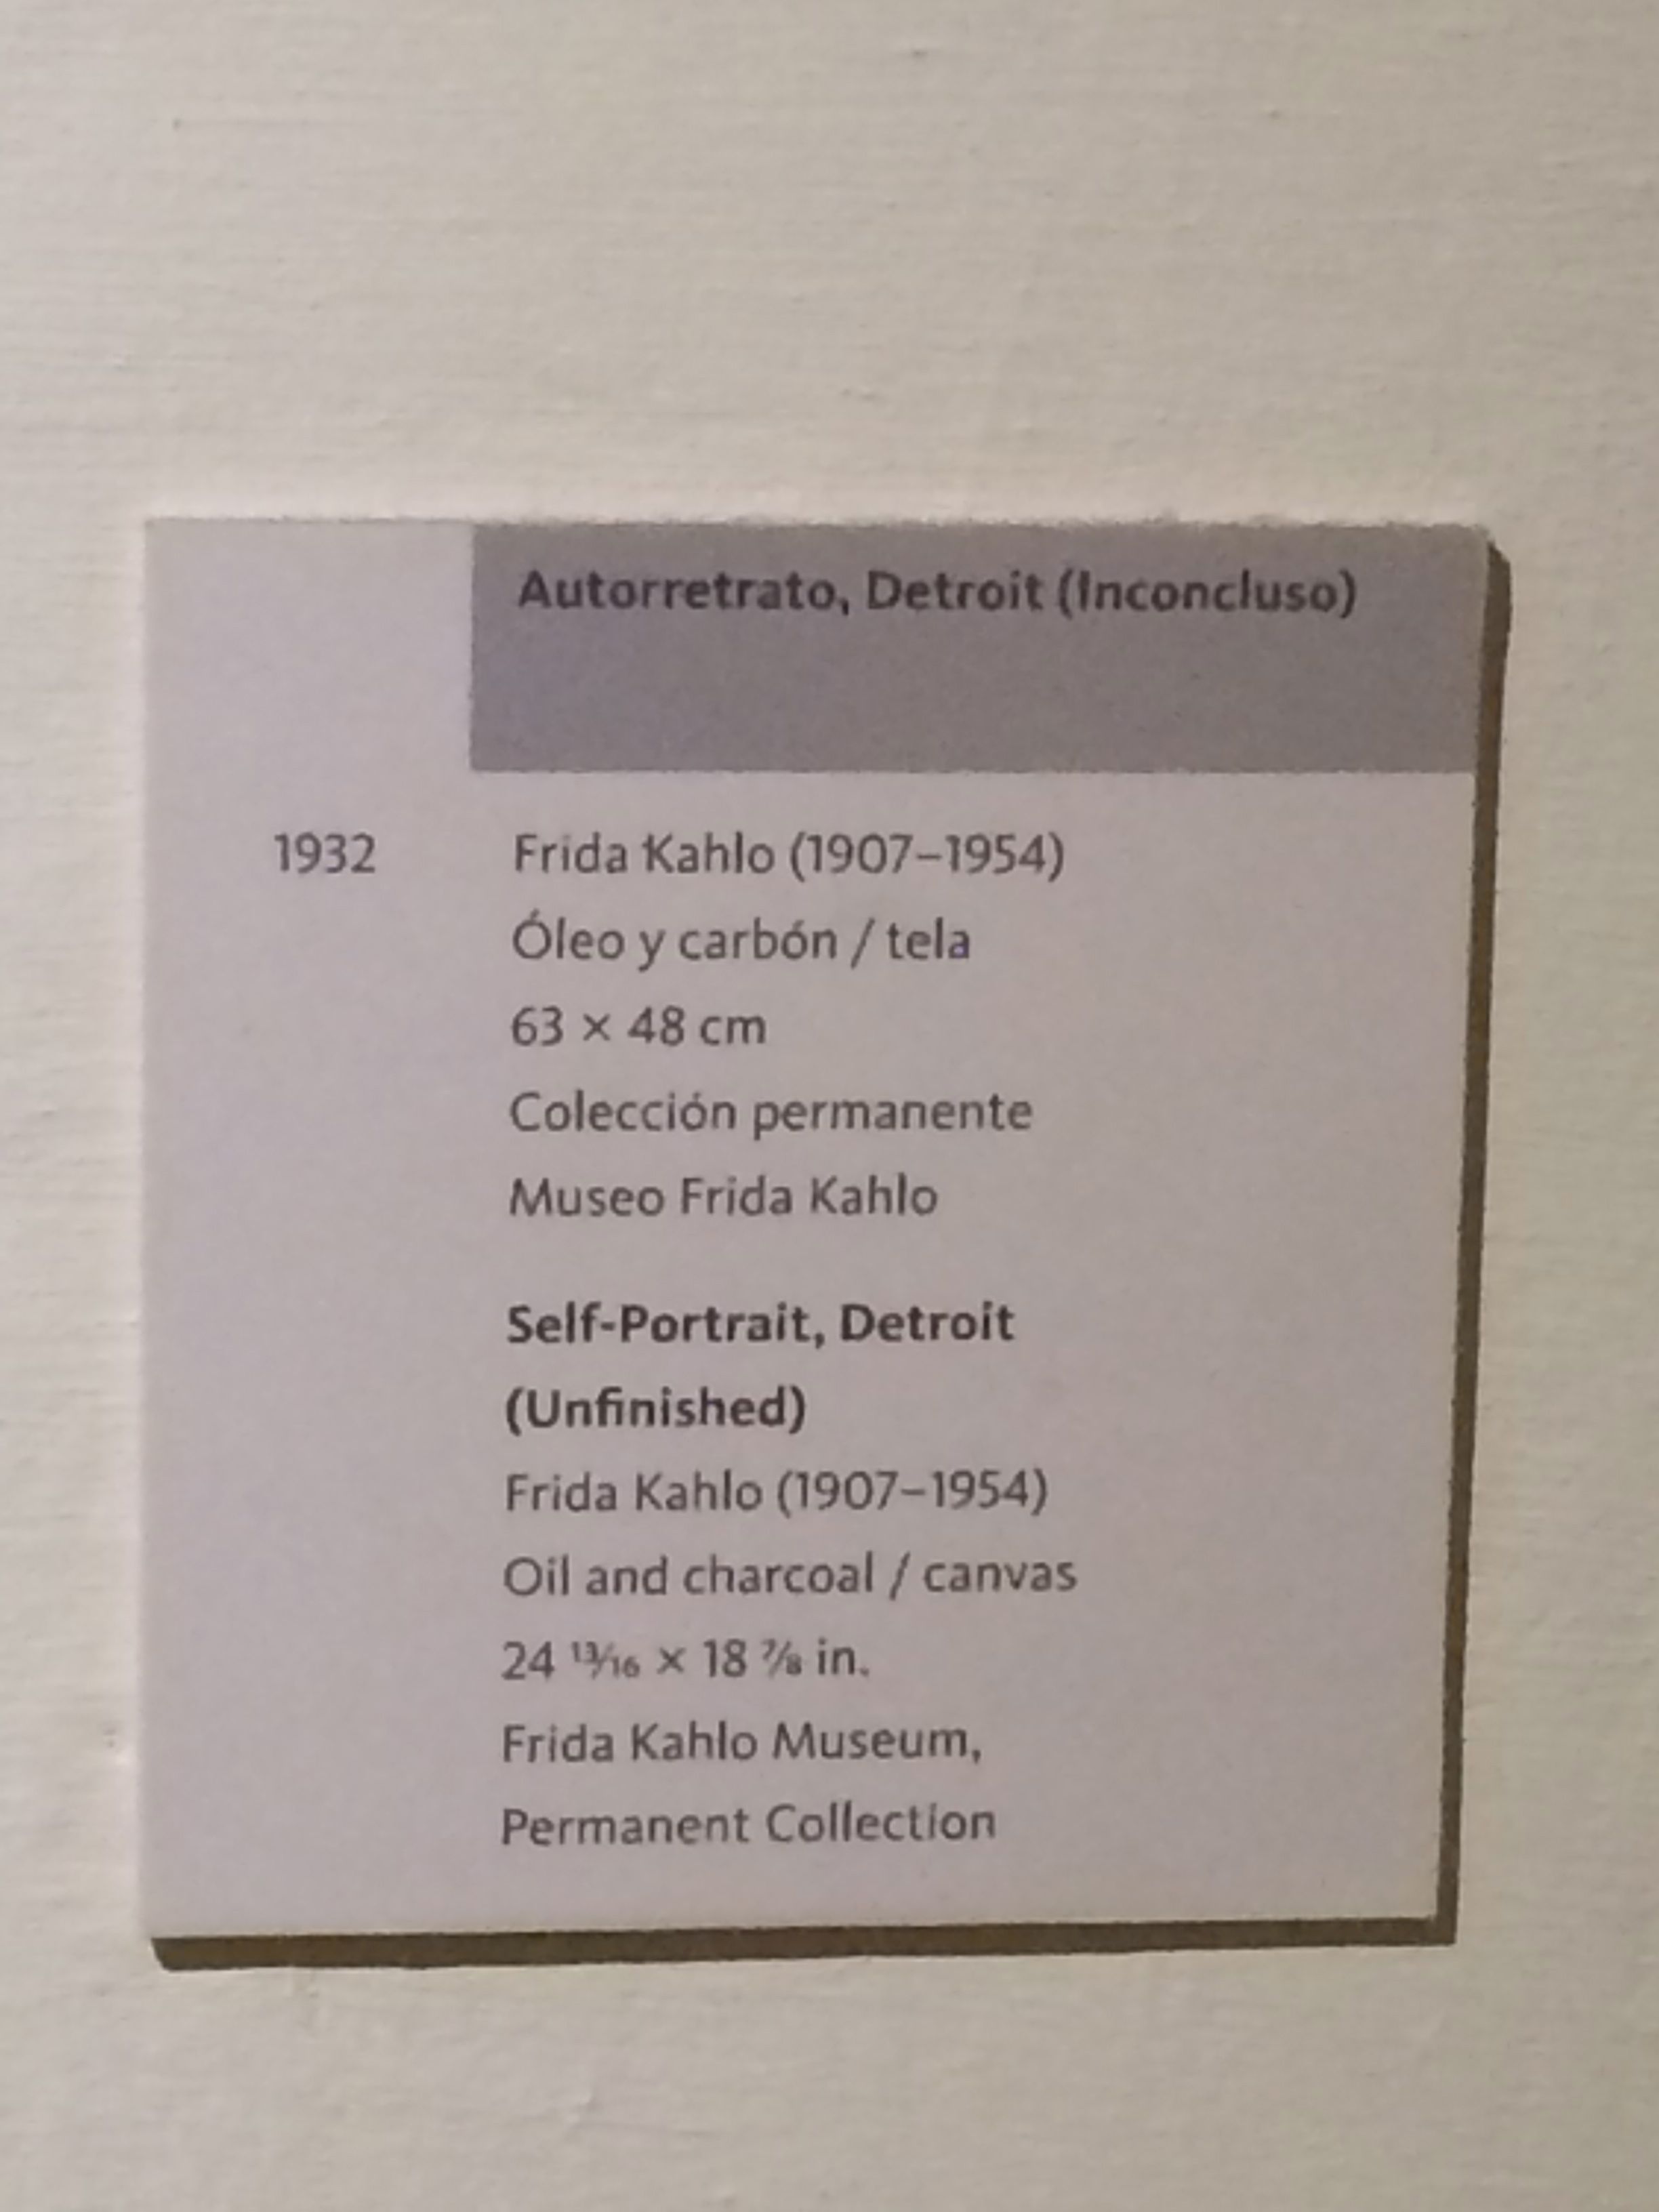 Autorretrato, Detroit (Inconcluso)
1932
Frida Kahlo (1907–1954)
Óleo y carbón / tela
63 × 48 cm
Colección permanente
Museo Frida Kahlo
Self-Portrait, Detroit
(Unfinished)
Frida Kahlo (1907–1954)
Oil and charcoal / canvas
24 13/16 × 18 7/8 in.
Frida Kahlo Museum,
Permanent Collection